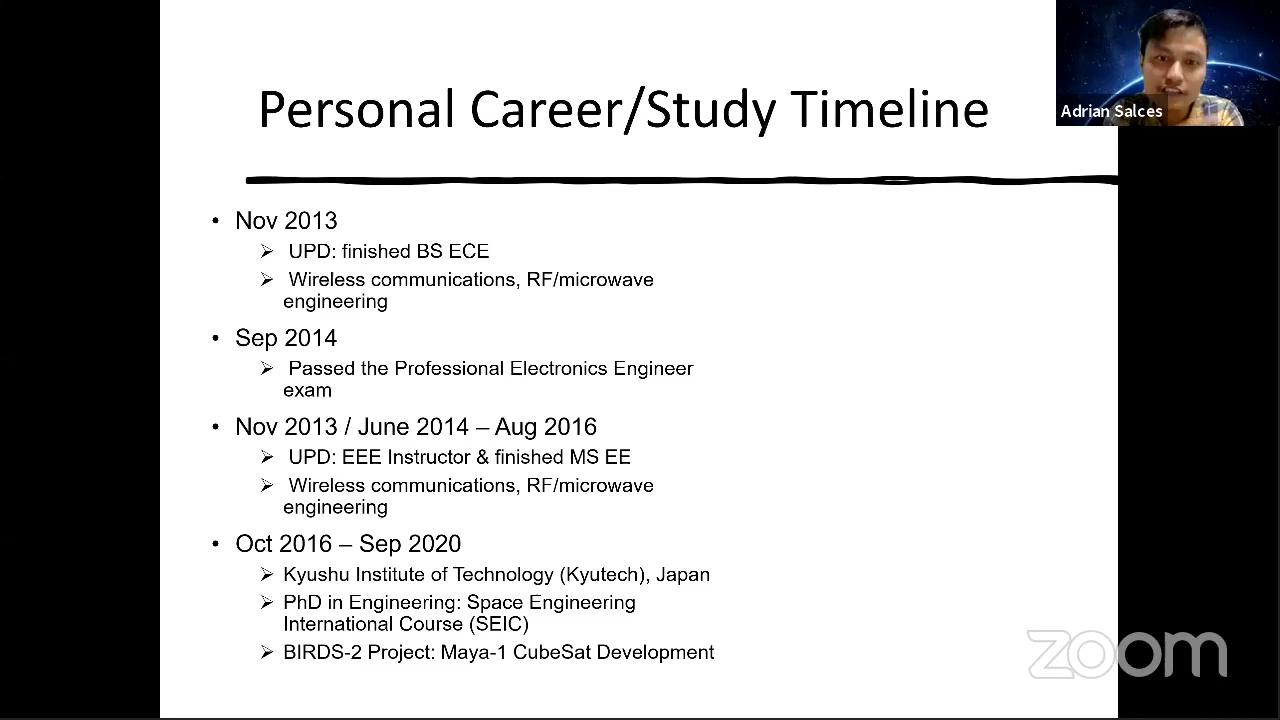 Personal Career/Study Timeline
Adrian Salces
• Nov 2013
➢ UPD: finished BS ECE
➢ Wireless communications, RF/microwave
engineering
• Sep 2014
➢ Passed the Professional Electronics Engineer
exam
• Nov 2013 / June 2014 – Aug 2016
➢ UPD: EEE Instructor & finished MS EE
➢ Wireless communications, RF/microwave
engineering
• Oct 2016 – Sep 2020
➢ Kyushu Institute of Technology (Kyutech), Japan
➢ PhD in Engineering: Space Engineering
International Course (SEIC)
➢ BIRDS-2 Project: Maya-1 CubeSat Development
zoom